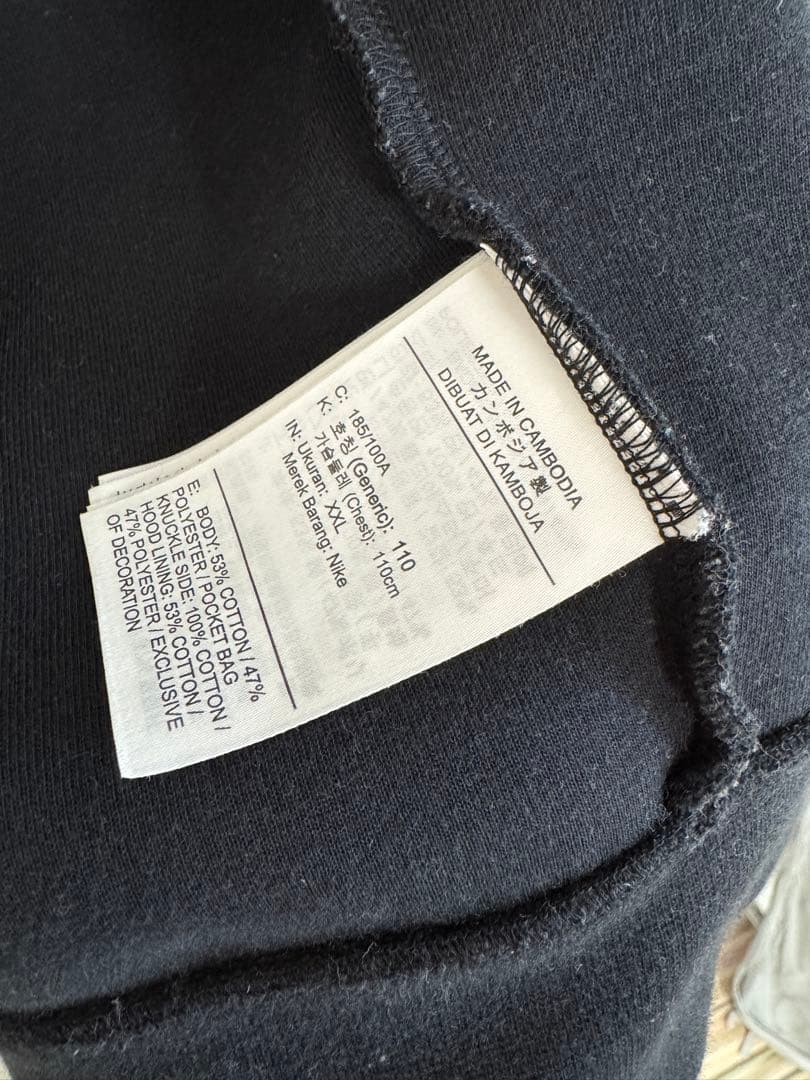 MADE IN CAMBODIA
カンボジア製
DIBUAT DI KAMBOJA
C: 185/100A
K: 호칭 (Generic): 110
가슴둘레 (Chest): 110cm
IN: Ukuran: XXL
Merek Barang: Nike
E: BODY: 53% COTTON / 47%
POLYESTER / POCKET BAG
KNUCKLE SIDE: 100% COTTON /
HOOD LINING: 53% COTTON /
47% POLYESTER / EXCLUSIVE
OF DECORATION